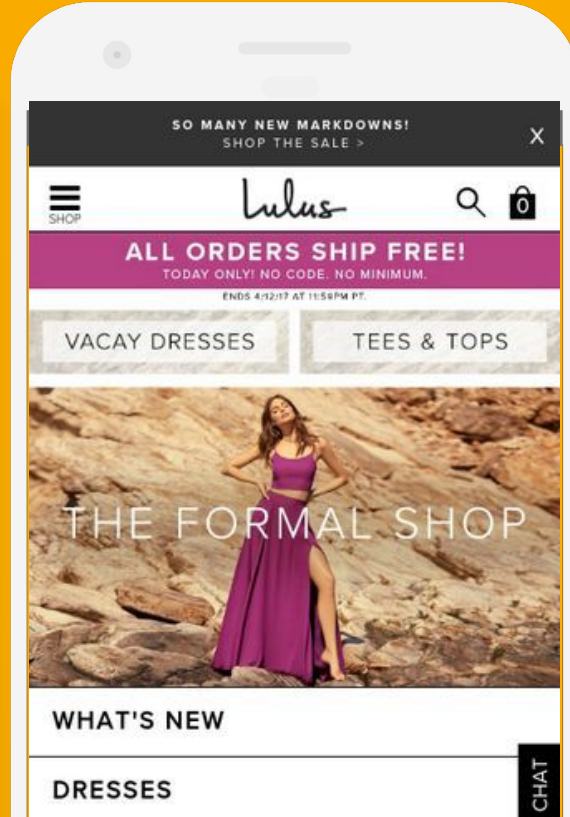 SO MANY NEW MARKDOWNS!
SHOP THE SALE >
X
SHOP
Lulus
0
ALL ORDERS SHIP FREE!
TODAY ONLY! NO CODE. NO MINIMUM.
ENDS 4/12/17 AT 11:59PM PT.
VACAY DRESSES
TEES & TOPS
THE FORMAL SHOP
WHAT'S NEW
DRESSES
CHAT